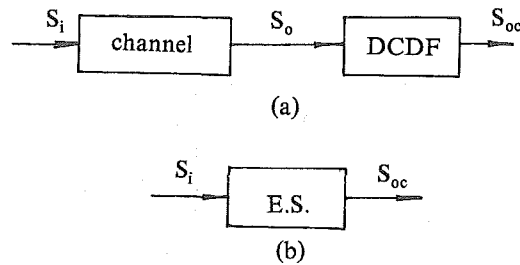 S_i channel S_o DCDF S_oc
(a)
S_i E.S. S_oc
(b)